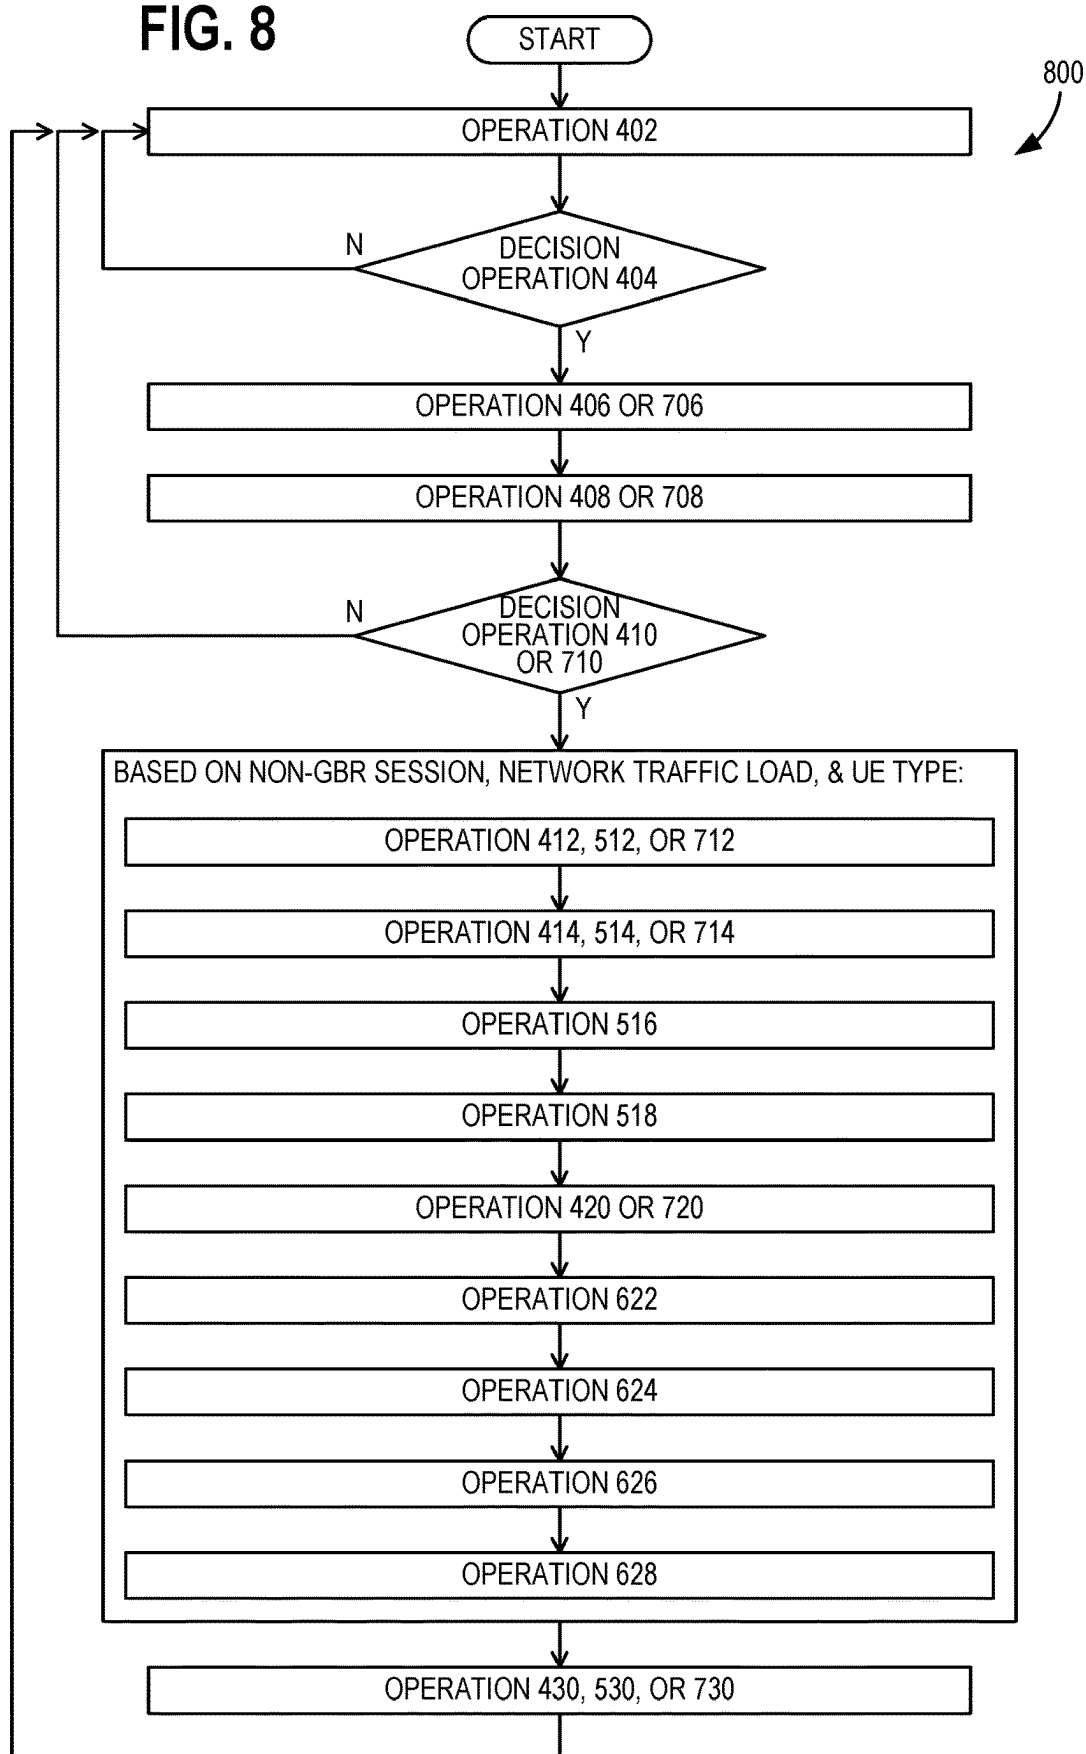 FIG. 8
START
800
OPERATION 402
N
DECISION
OPERATION 404
Y
OPERATION 406 OR 706
OPERATION 408 OR 708
N
DECISION
OPERATION 410
OR 710
Y
BASED ON NON-GBR SESSION, NETWORK TRAFFIC LOAD, & UE TYPE:
OPERATION 412, 512, OR 712
OPERATION 414, 514, OR 714
OPERATION 516
OPERATION 518
OPERATION 420 OR 720
OPERATION 622
OPERATION 624
OPERATION 626
OPERATION 628
OPERATION 430, 530, OR 730